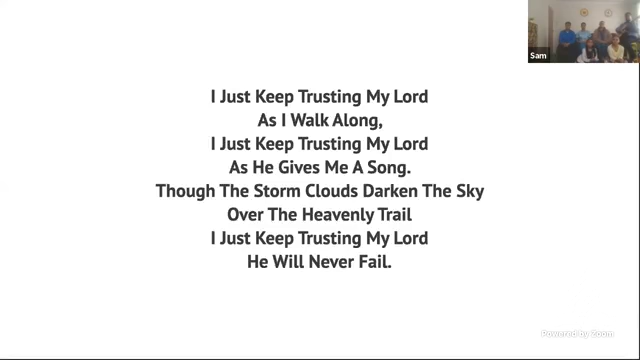 Sam
I Just Keep Trusting My Lord
As I Walk Along,
I Just Keep Trusting My Lord
As He Gives Me A Song.
Though The Storm Clouds Darken The Sky
Over The Heavenly Trail
I Just Keep Trusting My Lord
He Will Never Fail.
Powered by Zoom